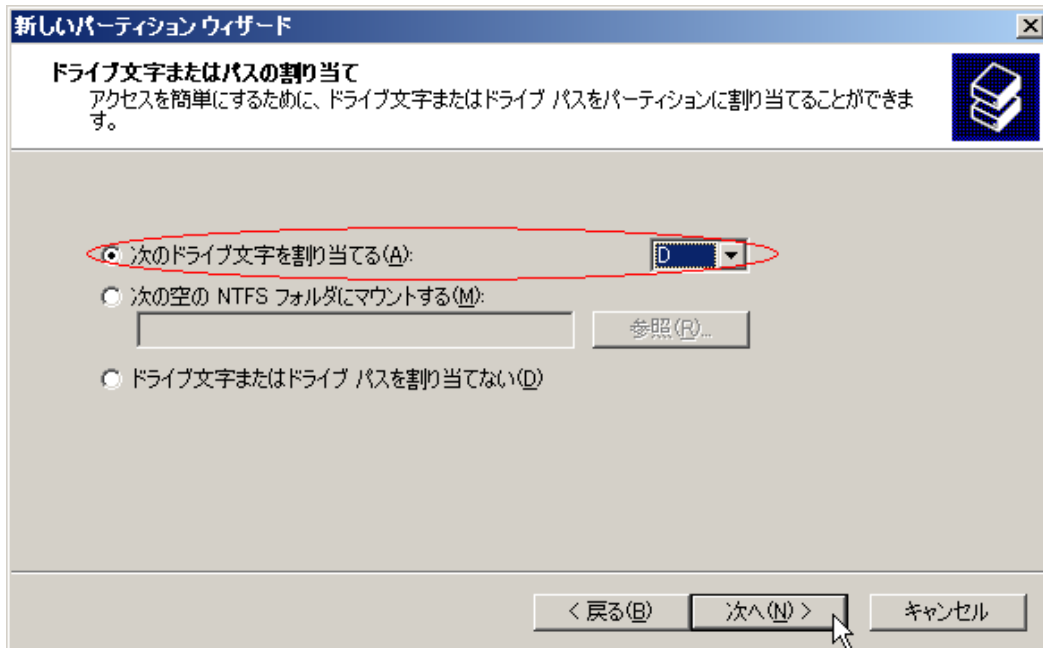 新しいパーティション ウィザード
ドライブ文字またはパスの割り当て
アクセスを簡単にするために、ドライブ文字またはドライブ パスをパーティションに割り当てることができま
す。
次のドライブ文字を割り当てる(A): D
次の空の NTFS フォルダにマウントする(M):
参照(R)...
ドライブ文字またはドライブ パスを割り当てない(D)
< 戻る(B) 次へ(N) > キャンセル